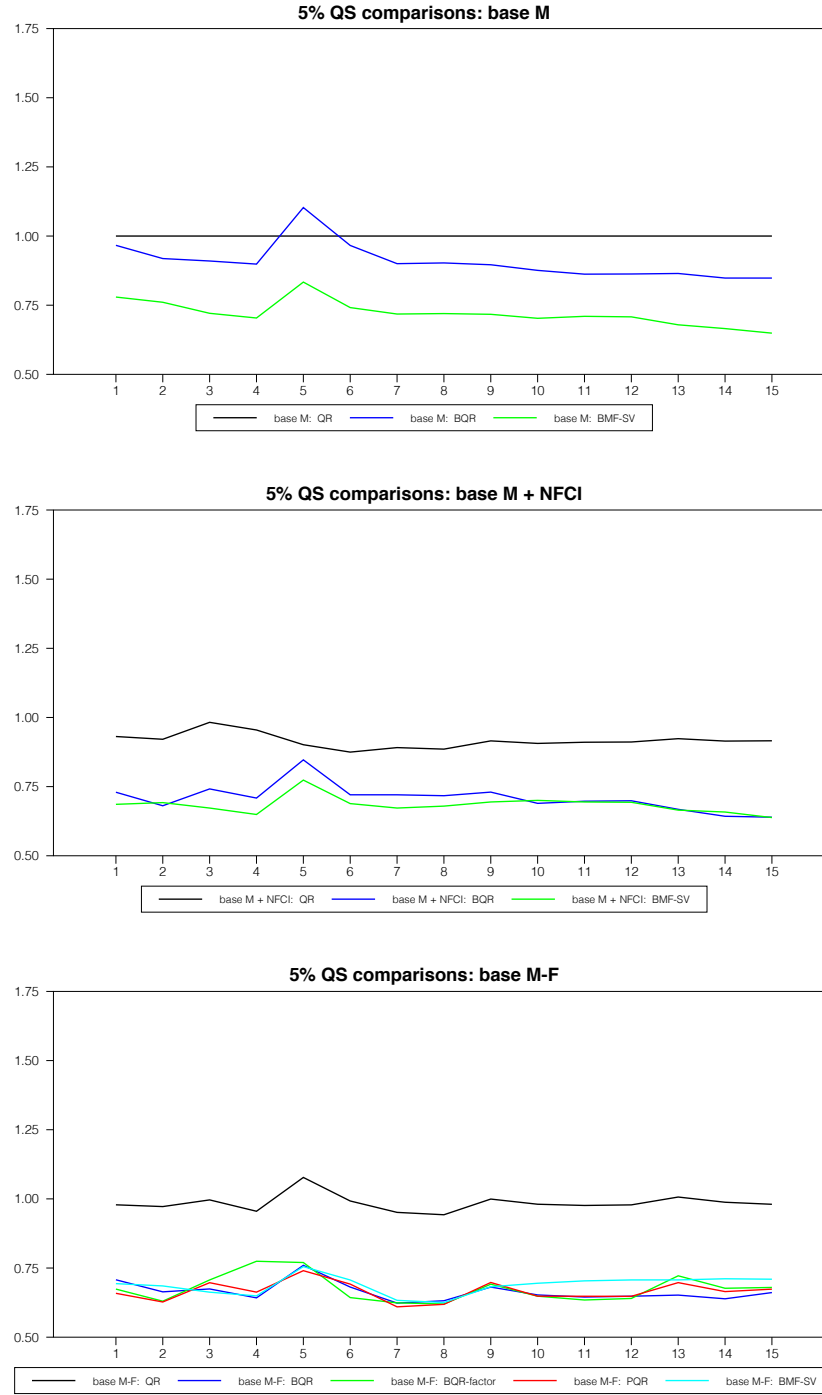 5% QS comparisons: base M
1.75
1.50
1.25
1.00
0.75
0.50
1 2 3 4 5 6 7 8 9 10 11 12 13 14 15
base M: QR base M: BQR base M: BMF-SV
5% QS comparisons: base M + NFCI
1.75
1.50
1.25
1.00
0.75
0.50
1 2 3 4 5 6 7 8 9 10 11 12 13 14 15
base M + NFCI: QR base M + NFCI: BQR base M + NFCI: BMF-SV
5% QS comparisons: base M-F
1.75
1.50
1.25
1.00
0.75
0.50
1 2 3 4 5 6 7 8 9 10 11 12 13 14 15
base M-F: QR base M-F: BQR base M-F: BQR-factor base M-F: PQR base M-F: BMF-SV